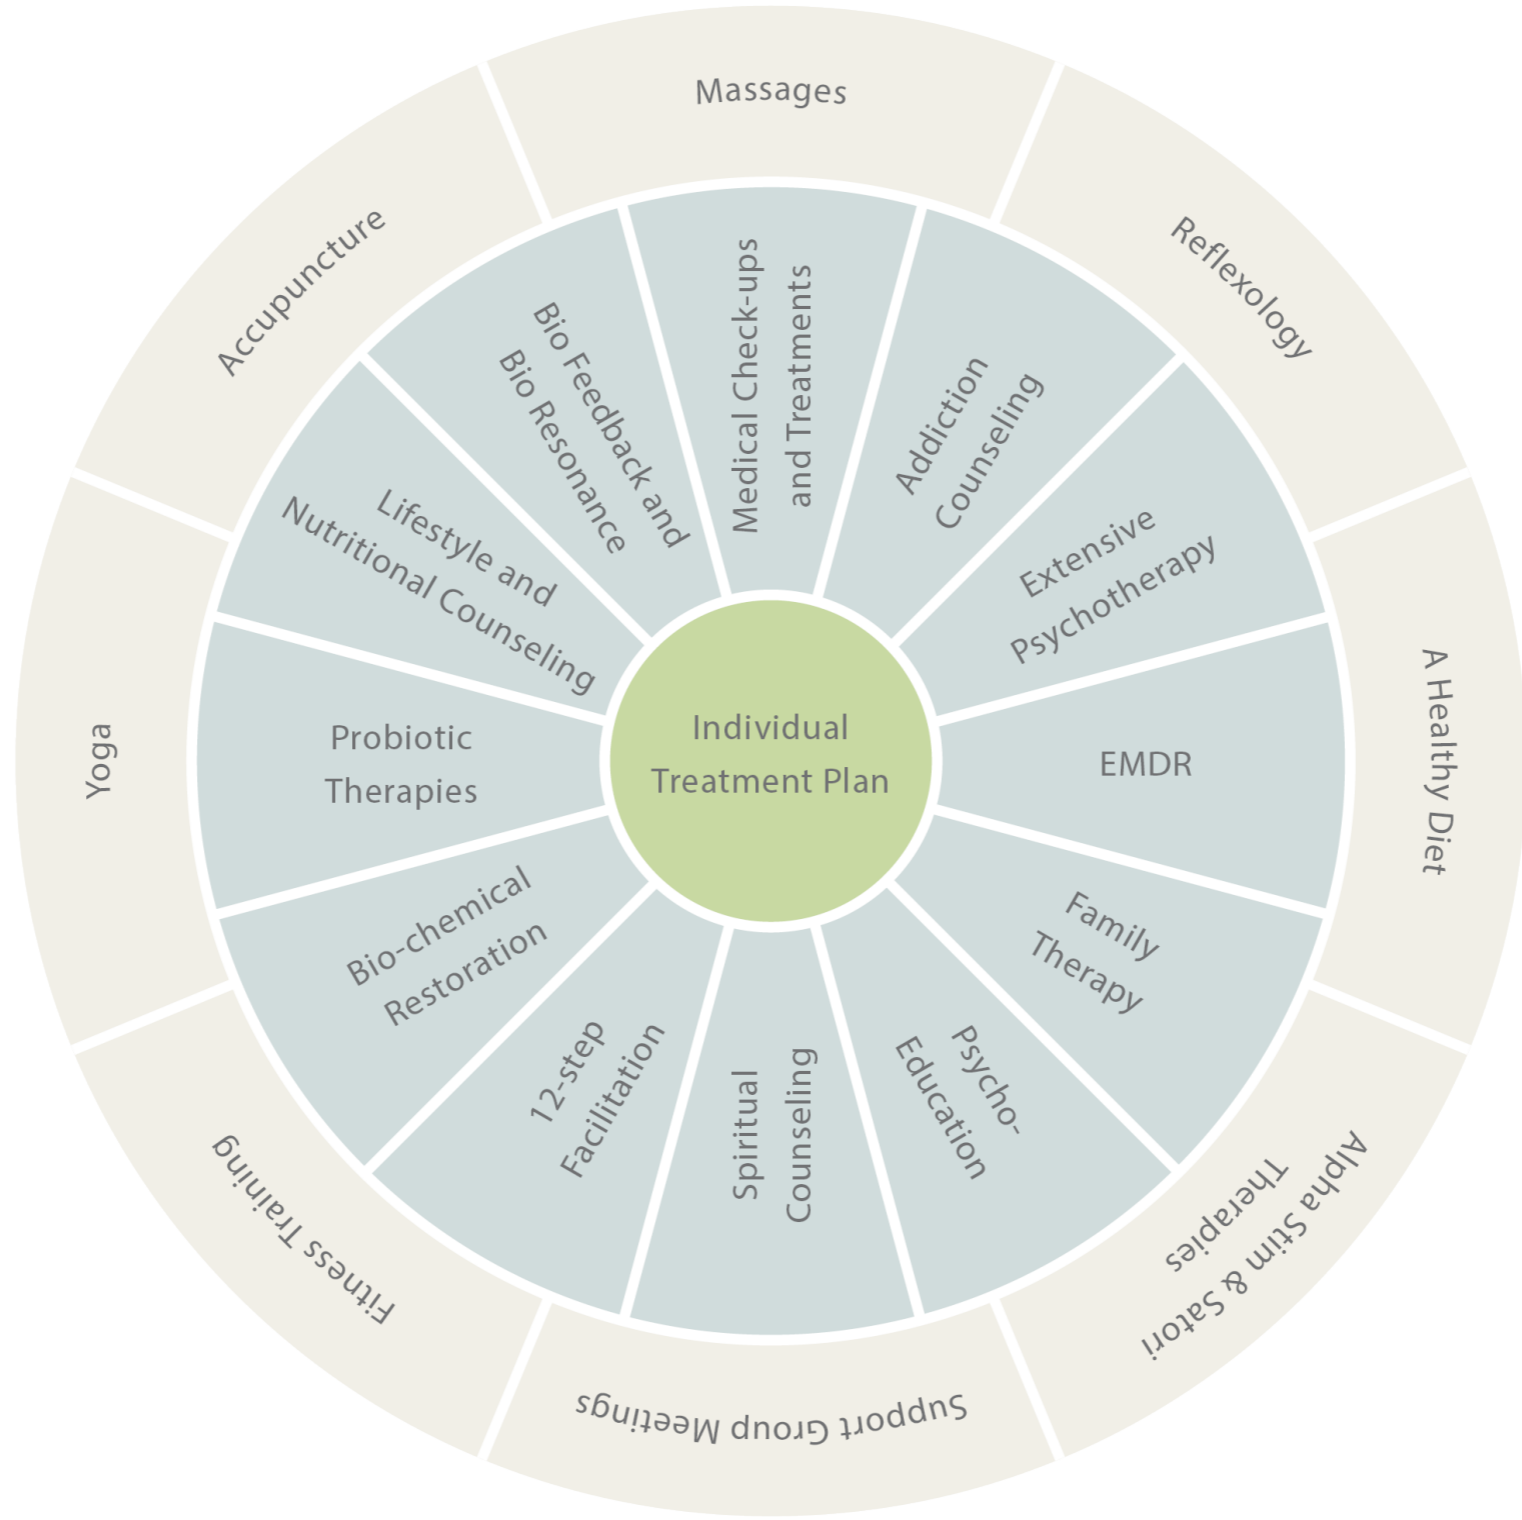 Massages
Reflexology
A Healthy Diet
Alpha Stim & Satori
Therapies
Support Group Meetings
Fitness Training
Yoga
Accupuncture
Medical Check-ups
and Treatments
Addiction
Counseling
Extensive
Psychotherapy
EMDR
Family
Therapy
Psycho-
Education
Spiritual
Counseling
12-step
Facilitation
Bio-chemical
Restoration
Probiotic
Therapies
Lifestyle and
Nutritional Counseling
Bio Feedback and
Bio Resonance
Individual
Treatment Plan